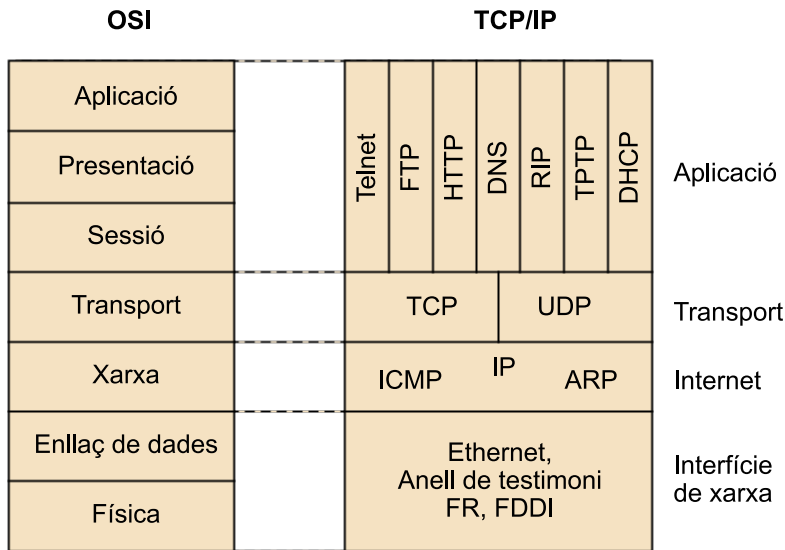 OSI
TCP/IP
Aplicació
Presentació
Sessió
Transport
Xarxa
Enllaç de dades
Física
Telnet
FTP
HTTP
DNS
RIP
TPTP
DHCP
TCP
UDP
ICMP
IP
ARP
Ethernet,
Anell de testimoni
FR, FDDI
Aplicació
Transport
Internet
Interfície
de xarxa